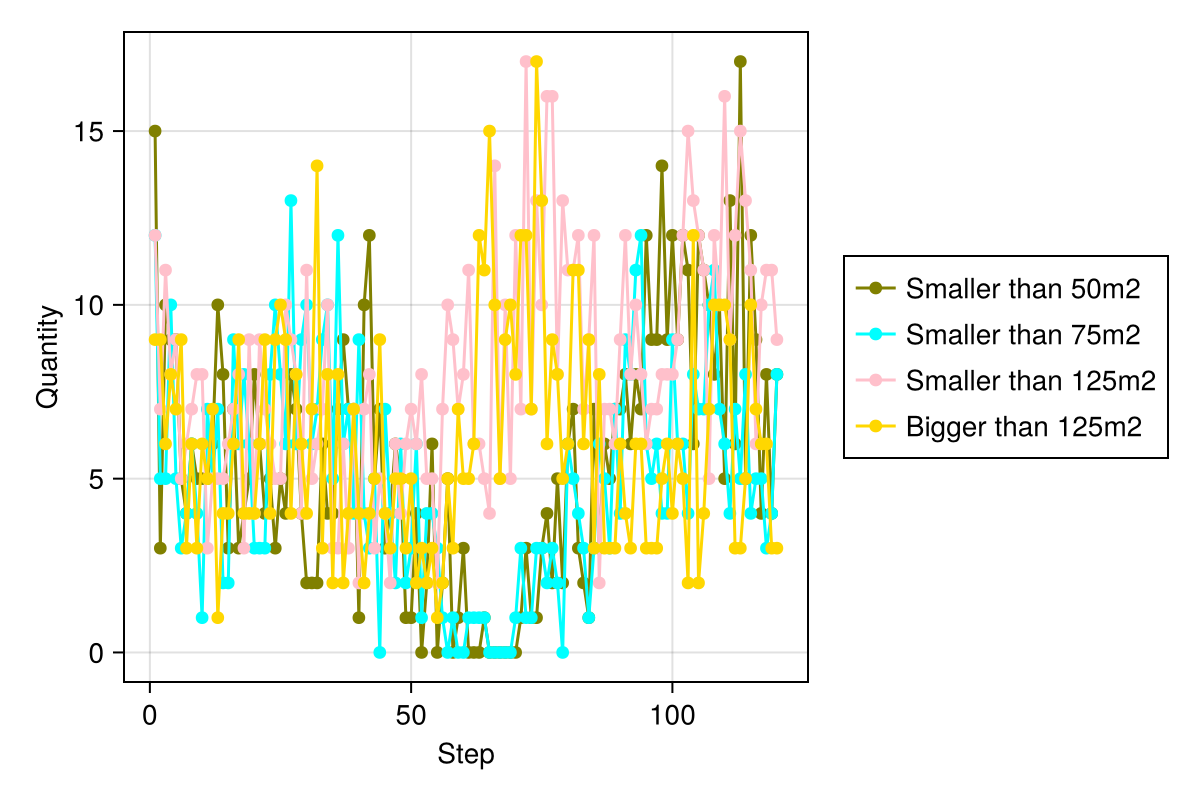 15
10
5
0
Quantity
0
50
100
Step
Smaller than 50m2
Smaller than 75m2
Smaller than 125m2
Bigger than 125m2